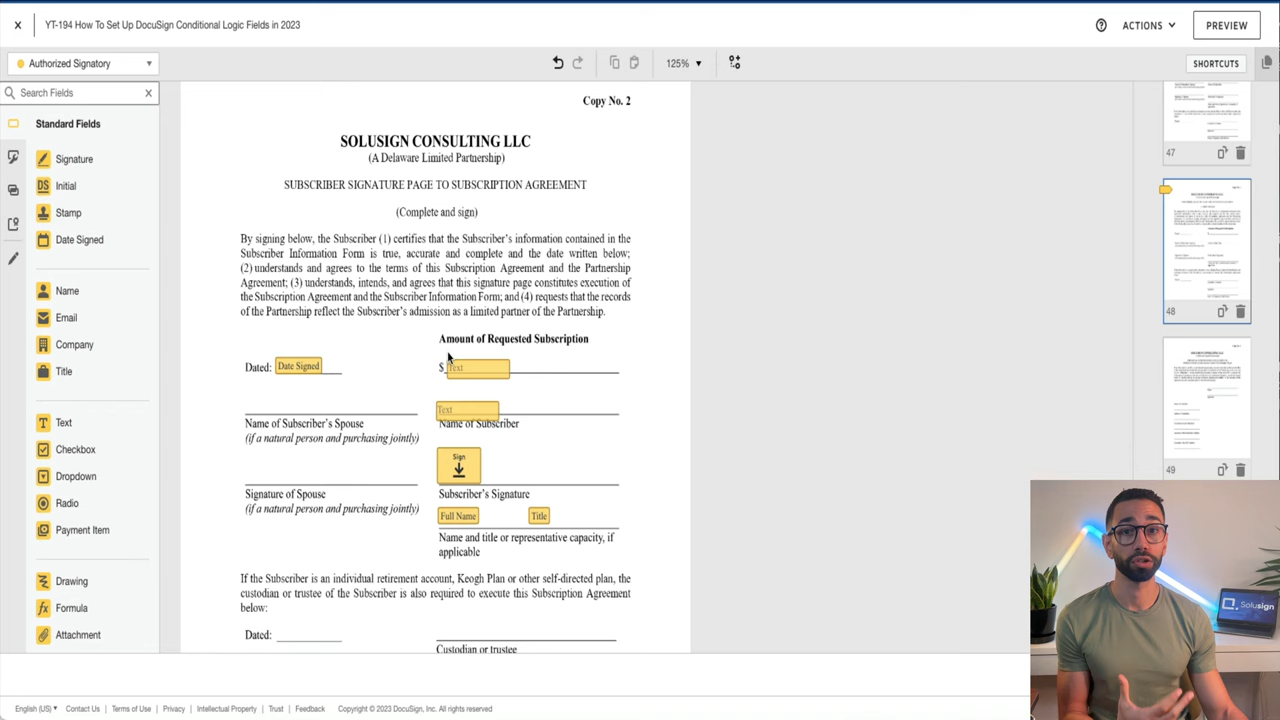 YT-194 How To Set Up DocuSign Conditional Logic Fields in 2023
ACTIONS
PREVIEW
Authorized Signatory
125%
SHORTCUTS
Search Fields
Standard Fields
Signature
DS Initial
Stamp
Date Signed
Name
Email
Company
Title
T Text
Checkbox
Dropdown
Radio
Payment Item
Drawing
fx Formula
Attachment
Copy No. 2
SOLUSIGN CONSULTING LLC
(A Delaware Limited Partnership)
SUBSCRIBER SIGNATURE PAGE TO SUBSCRIPTION AGREEMENT
(Complete and sign)
By signing below, the Subscriber (1) certifies that the Subscriber's information contained in the
Subscriber Information Form is true, accurate and complete and the date written below;
(2) understands and agrees to the terms of this Subscription Agreement and the Partnership
Agreement; (3) understands, intends, and agrees that this signature page constitutes execution of
the Subscription Agreement and the Subscriber Information Form; and (4) requests that the records
of the Partnership reflect the Subscriber's admission as a limited partner of the Partnership.
Amount of Requested Subscription
Dated: Date Signed
$ Text
Text
Name of Subscriber's Spouse
(if a natural person and purchasing jointly)
Name of Subscriber
Sign
Signature of Spouse
(if a natural person and purchasing jointly)
Subscriber's Signature
Full Name Title
Name and title or representative capacity, if
applicable
If the Subscriber is an individual retirement account, Keogh Plan or other self-directed plan, the
custodian or trustee of the Subscriber is also required to execute this Subscription Agreement
below:
Dated:
Custodian or trustee
47
48
49
Solusign
English (US) Contact Us | Terms of Use | Privacy | Intellectual Property | Trust | Feedback Copyright © 2023 DocuSign, Inc. All rights reserved